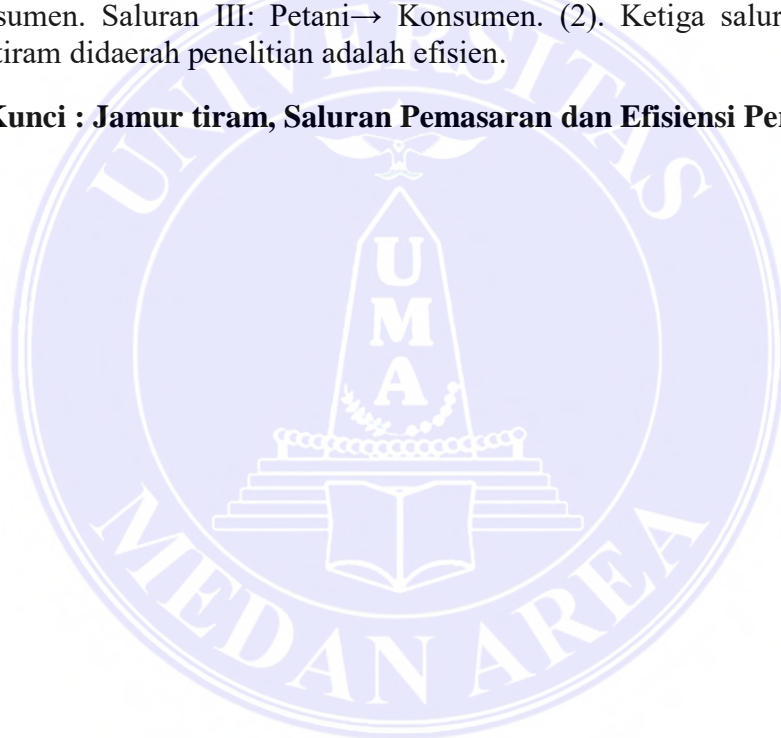 sumen. Saluran III: Petani→ Konsumen. (2). Ketiga salur
tiram didaerah penelitian adalah efisien.
Kunci : Jamur tiram, Saluran Pemasaran dan Efisiensi Pe
UNIVERSITAS
U
M
A
MEDAN AREA